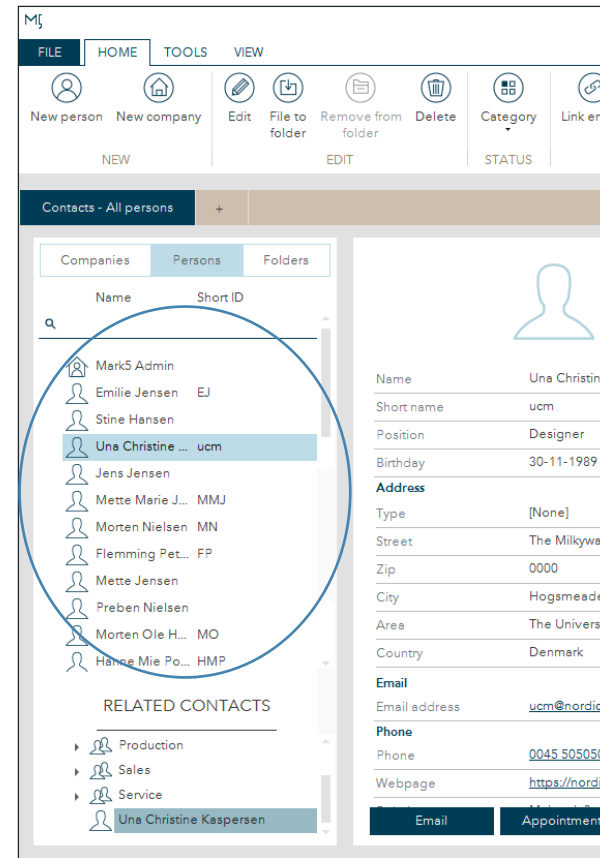 M5
FILE HOME TOOLS VIEW
New person New company Edit File to folder Remove from folder Delete Category Link en
NEW EDIT STATUS
Contacts - All persons +
Companies Persons Folders
Name Short ID
Mark5 Admin
Emilie Jensen EJ
Stine Hansen
Una Christine ... ucm
Jens Jensen
Mette Marie J... MMJ
Morten Nielsen MN
Flemming Pet... FP
Mette Jensen
Preben Nielsen
Morten Ole H... MO
Hanne Mie Po... HMP
RELATED CONTACTS
Production
Sales
Service
Una Christine Kaspersen
Name Una Christin
Short name ucm
Position Designer
Birthday 30-11-1989
Address
Type [None]
Street The Milkywa
Zip 0000
City Hogsmeade
Area The Univers
Country Denmark
Email
Email address ucm@nordic
Phone
Phone 0045 505050
Webpage https://nordi
Email Appointment